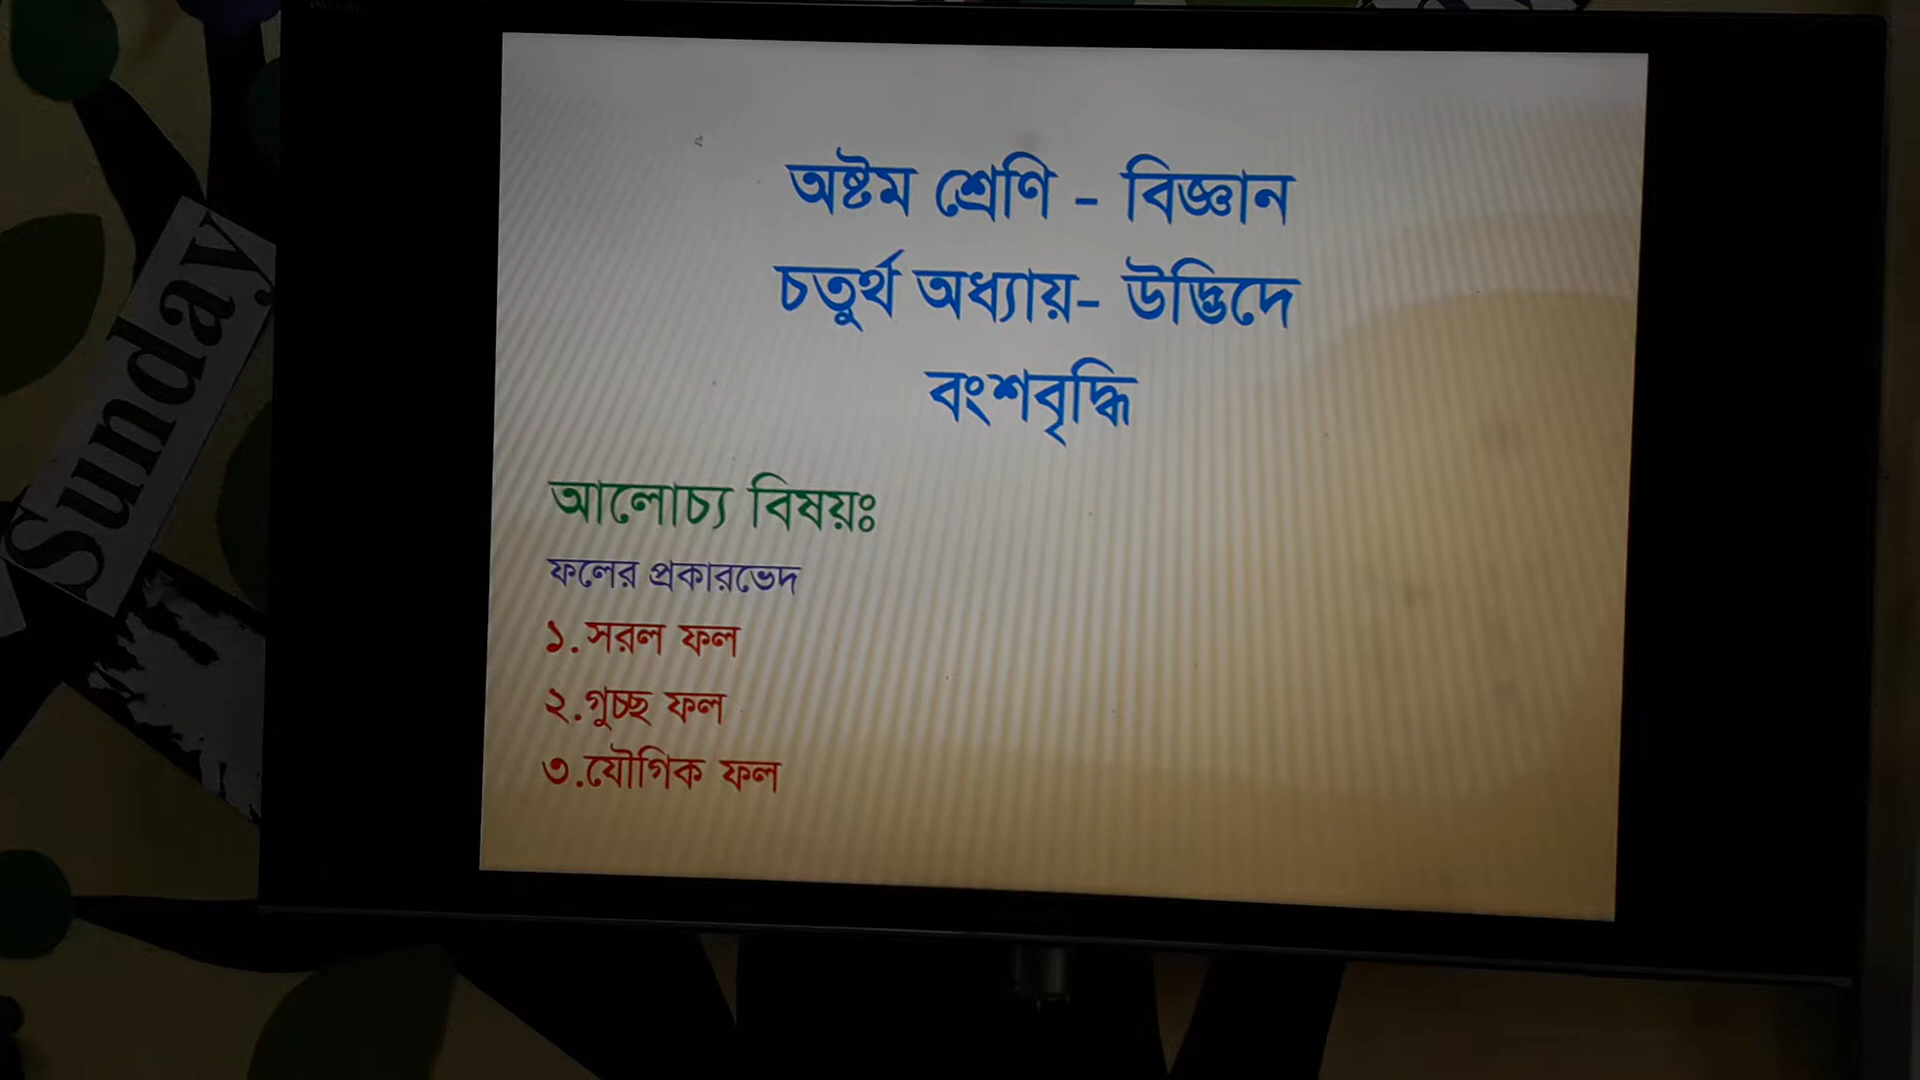 Sunday
অষ্টম শ্রেণি - বিজ্ঞান
চতুর্থ অধ্যায়- উদ্ভিদে
বংশবৃদ্ধি
আলোচ্য বিষয়ঃ
ফলের প্রকারভেদ
১.সরল ফল
২.গুচ্ছ ফল
৩.যৌগিক ফল